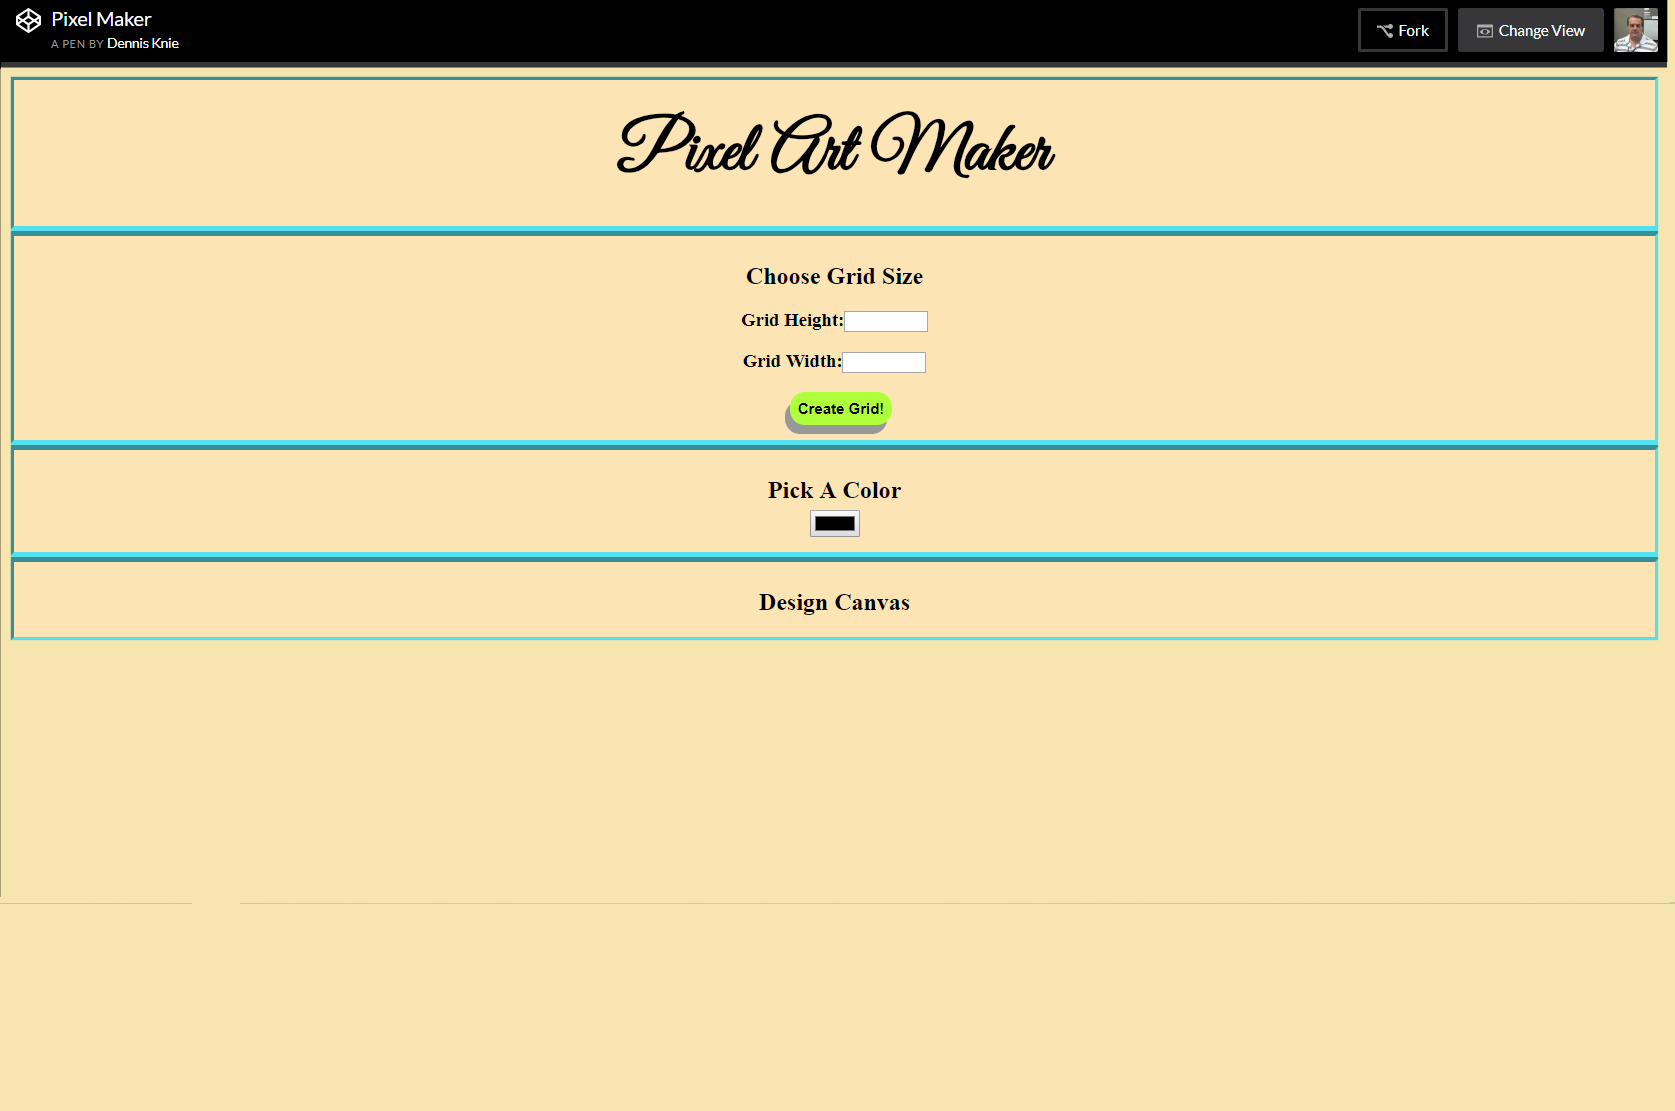 Pixel Maker
A PEN BY Dennis Knie
Fork
Change View
Pixel Art Maker
Choose Grid Size
Grid Height:
Grid Width:
Create Grid!
Pick A Color
Design Canvas